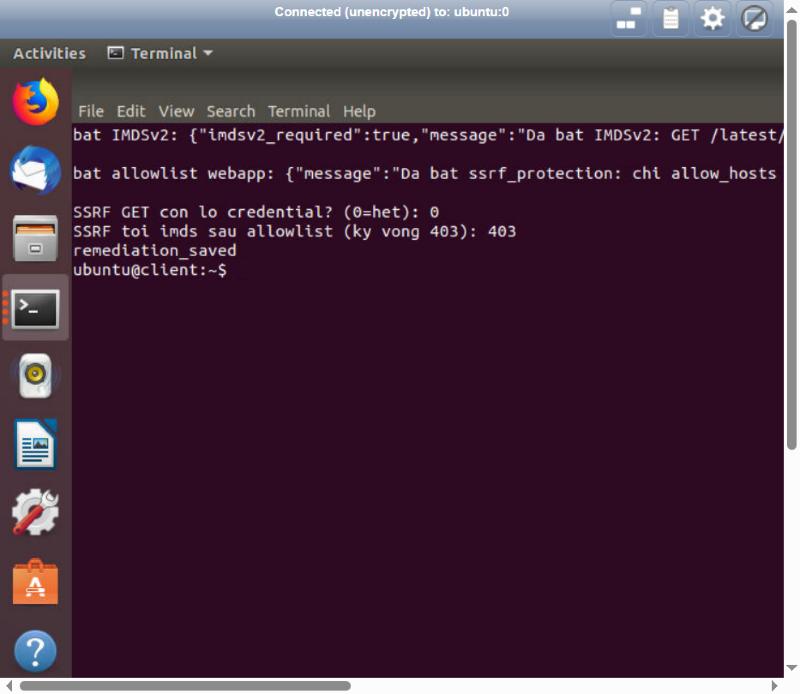 Connected (unencrypted) to: ubuntu:0
Activities Terminal
File Edit View Search Terminal Help
bat IMDSv2: {"imdsv2_required":true,"message":"Da bat IMDSv2: GET /latest/
bat allowlist webapp: {"message":"Da bat ssrf_protection: chi allow_hosts
SSRF GET con lo credential? (0=het): 0
SSRF toi imds sau allowlist (ky vong 403): 403
remediation_saved
ubuntu@client:~$